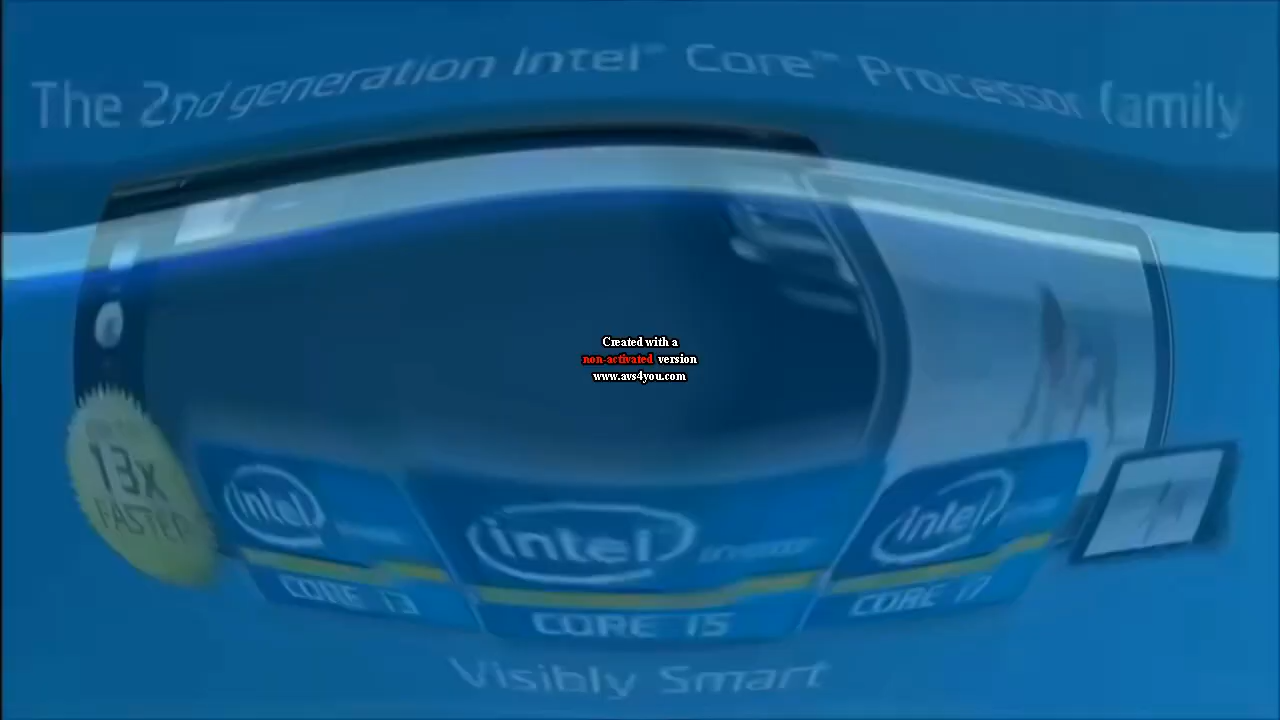 The 2nd generation Intel® Core™ Processor family
Created with a
non-activated version
www.avs4you.com
13x
FASTER
intel
CORE i3
intel
inside
CORE i5
intel
CORE i7
Visibly Smart